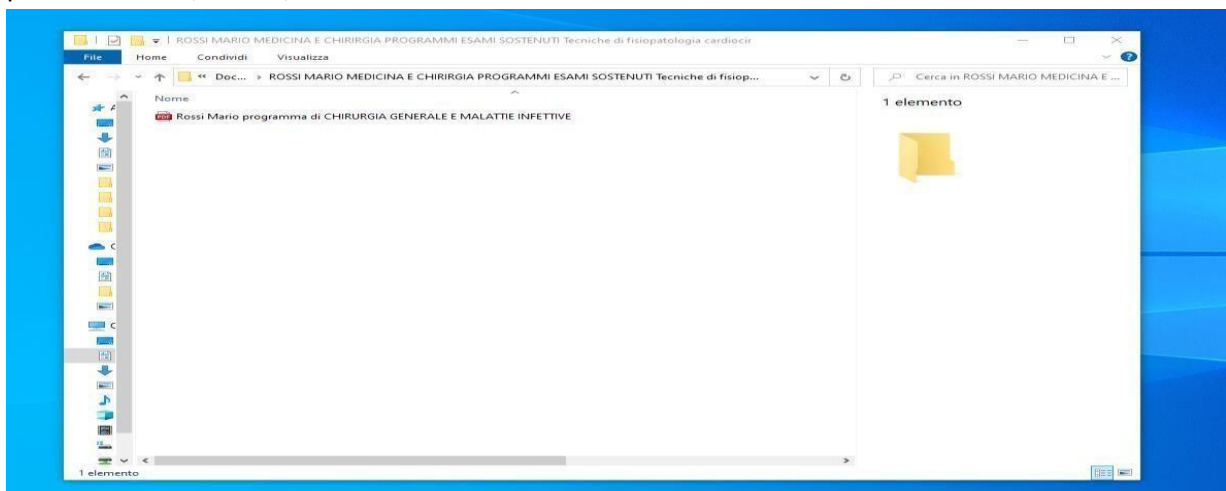 ROSSI MARIO MEDICINA E CHIRIRGIA PROGRAMMI ESAMI SOSTENUTI Tecniche di fisiopatologia cardiocir
File Home Condividi Visualizza
« Doc... > ROSSI MARIO MEDICINA E CHIRIRGIA PROGRAMMI ESAMI SOSTENUTI Tecniche di fisiop...
Cerca in ROSSI MARIO MEDICINA E ...
Nome
1 elemento
PDF Rossi Mario programma di CHIRURGIA GENERALE E MALATTIE INFETTIVE
1 elemento